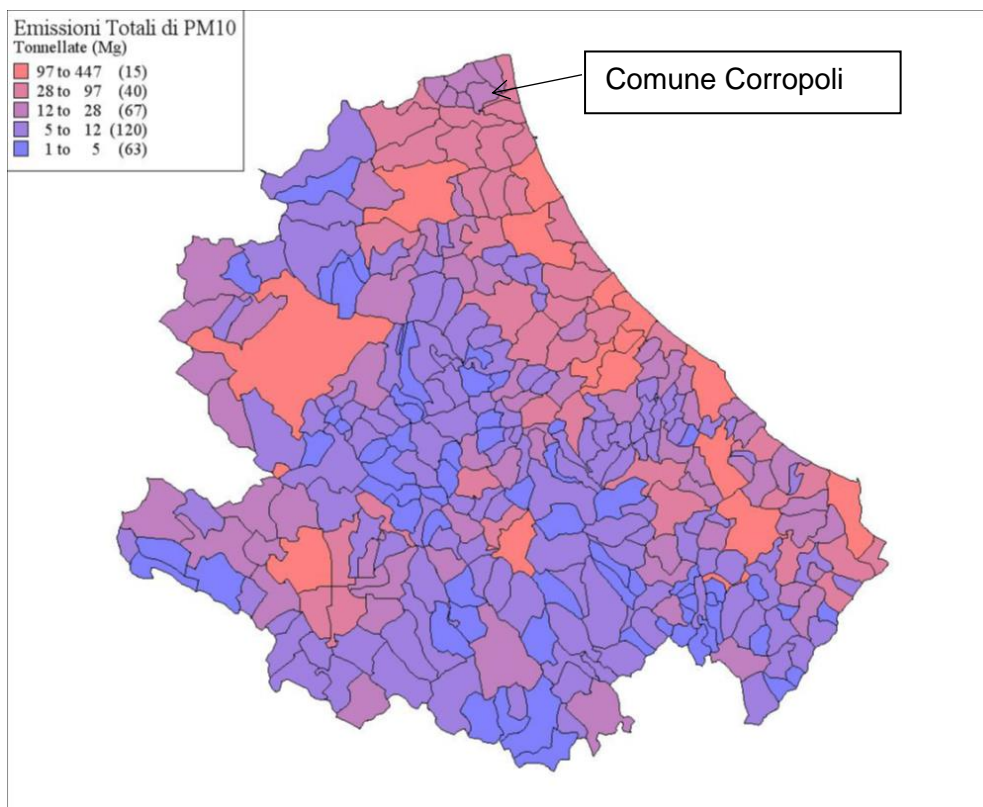 Emissioni Totali di PM10
Tonnellate (Mg)
97 to 447 (15)
28 to 97 (40)
12 to 28 (67)
5 to 12 (120)
1 to 5 (63)
Comune Corropoli